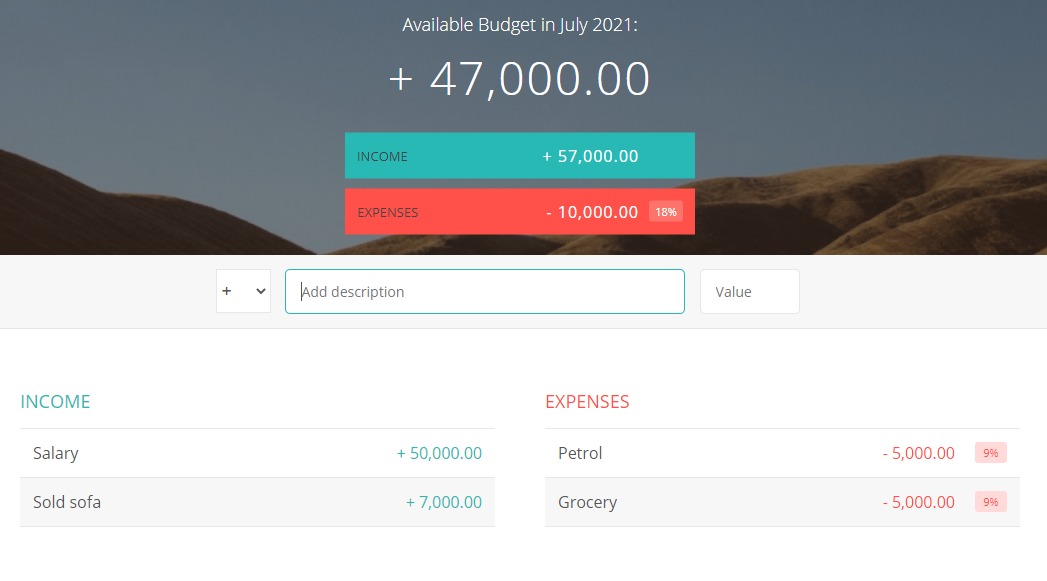 Available Budget in July 2021:
+ 47,000.00
INCOME + 57,000.00
EXPENSES - 10,000.00 18%
+ Add description Value
INCOME
Salary + 50,000.00
Sold sofa + 7,000.00
EXPENSES
Petrol - 5,000.00 9%
Grocery - 5,000.00 9%